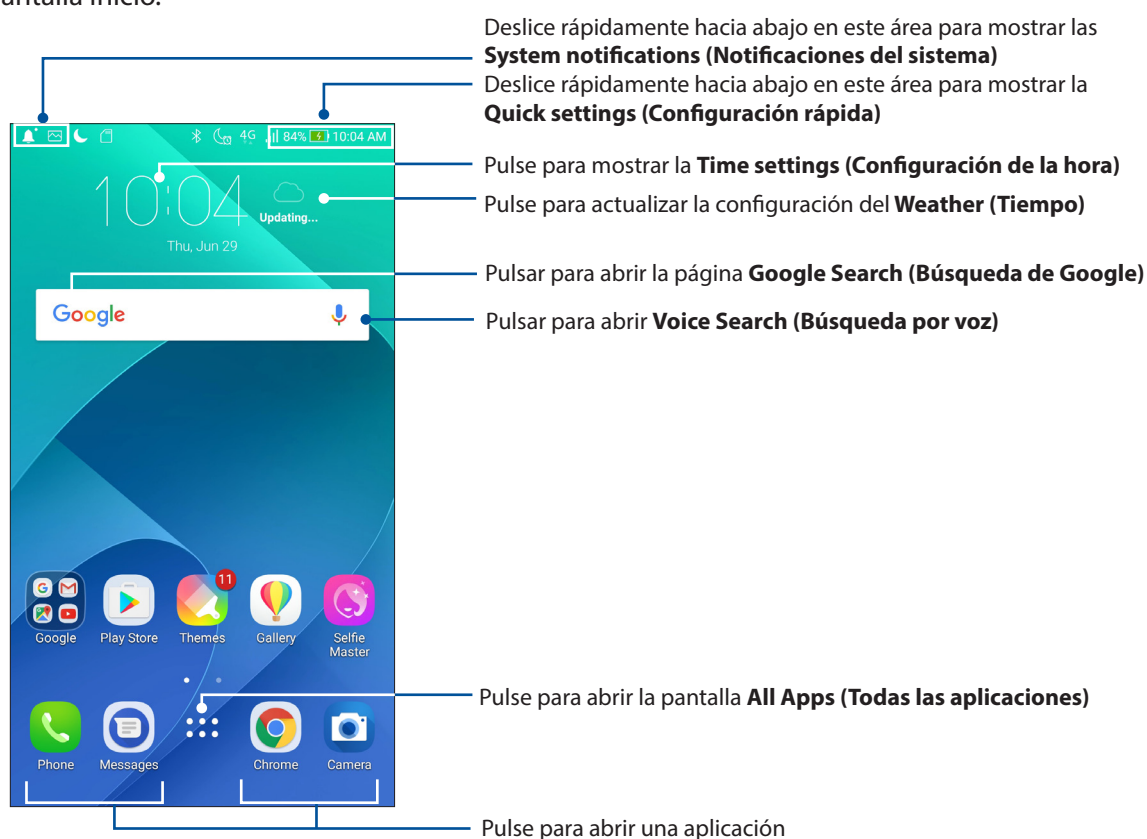 antalla Inicio.
Deslice rápidamente hacia abajo en este área para mostrar las
System notifications (Notificaciones del sistema)
Deslice rápidamente hacia abajo en este área para mostrar la
Quick settings (Configuración rápida)
4G 84% 10:04 AM
Pulse para mostrar la Time settings (Configuración de la hora)
10:04
Pulse para actualizar la configuración del Weather (Tiempo)
Updating...
Thu, Jun 29
Pulsar para abrir la página Google Search (Búsqueda de Google)
Google
Pulsar para abrir Voice Search (Búsqueda por voz)
11
Google Play Store Themes Gallery Selfie
Master
Pulse para abrir la pantalla All Apps (Todas las aplicaciones)
Phone Messages Chrome Camera
Pulse para abrir una aplicación